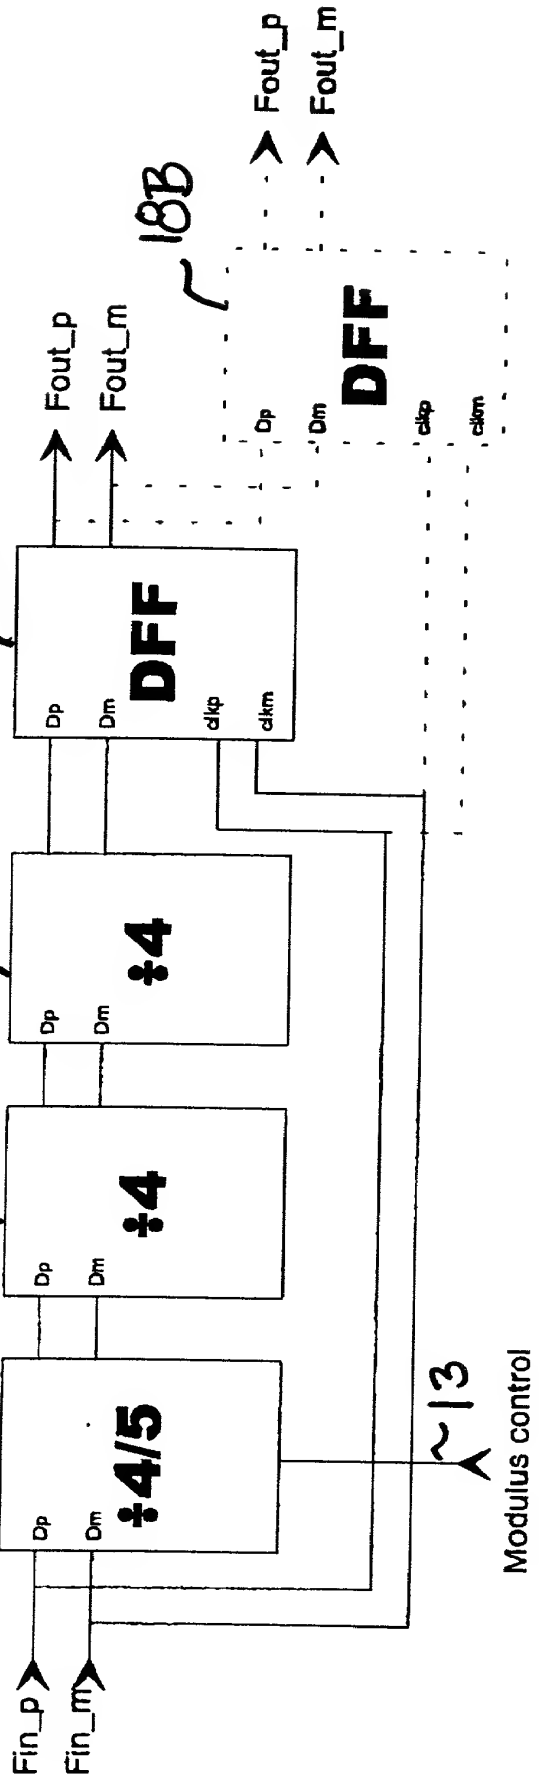 Fin_p
Fin_m
Dp
Dm
÷4/5
Dp
Dm
÷4
Dp
Dm
÷4
Dp
Dm
DFF
clkp
clkm
Fout_p
Fout_m
18B
Dp
Dm
DFF
clkp
clkm
Fout_p
Fout_m
~13
Modulus control